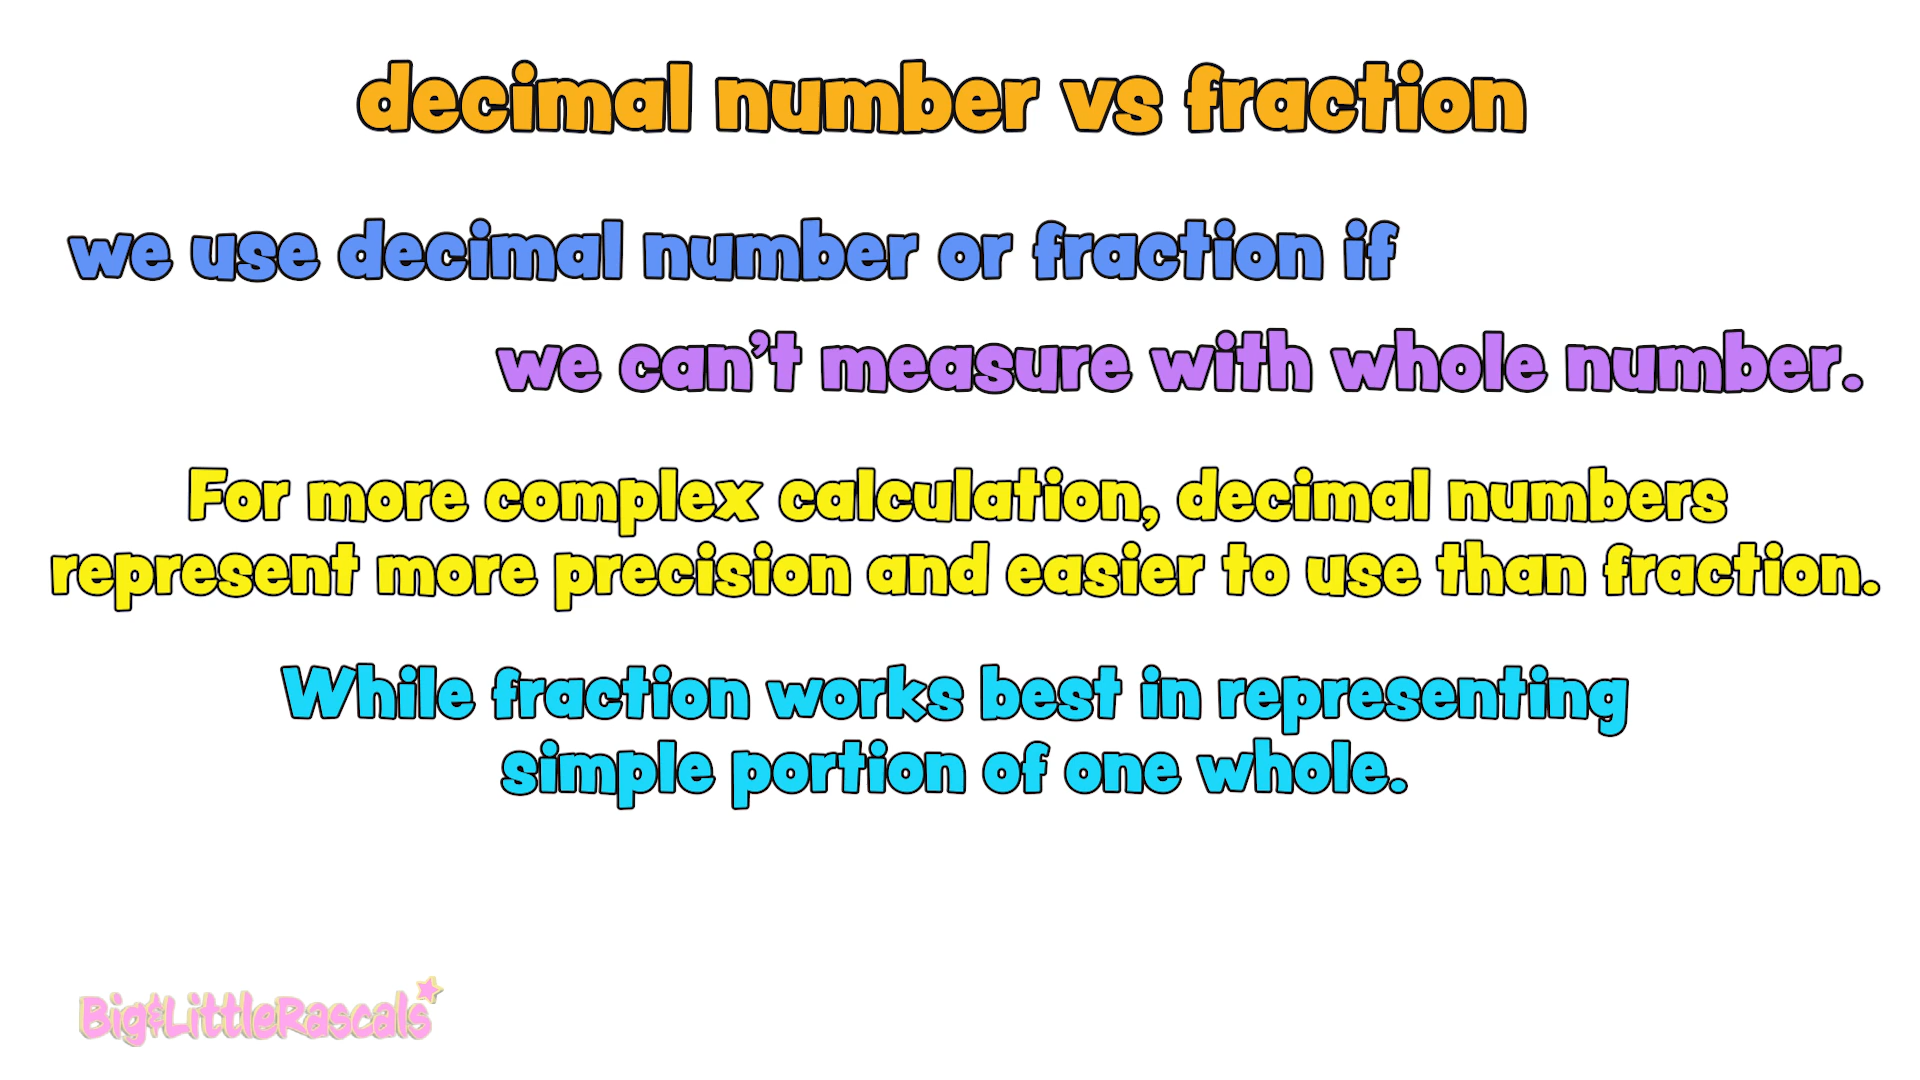 decimal number vs fraction
we use decimal number or fraction if
we can't measure with whole number.
For more complex calculation, decimal numbers
represent more precision and easier to use than fraction.
While fraction works best in representing
simple portion of one whole.
Big&LittleRascals